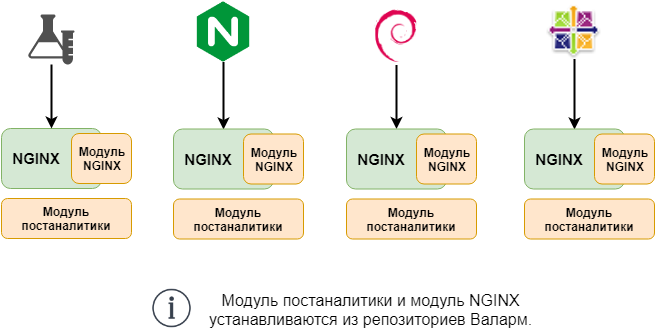 N
NGINX
Модуль
NGINX
NGINX
Модуль
NGINX
NGINX
Модуль
NGINX
NGINX
Модуль
NGINX
Модуль
постаналитики
Модуль
постаналитики
Модуль
постаналитики
Модуль
постаналитики
i
Модуль постаналитики и модуль NGINX
устанавливаются из репозиториев Валарм.